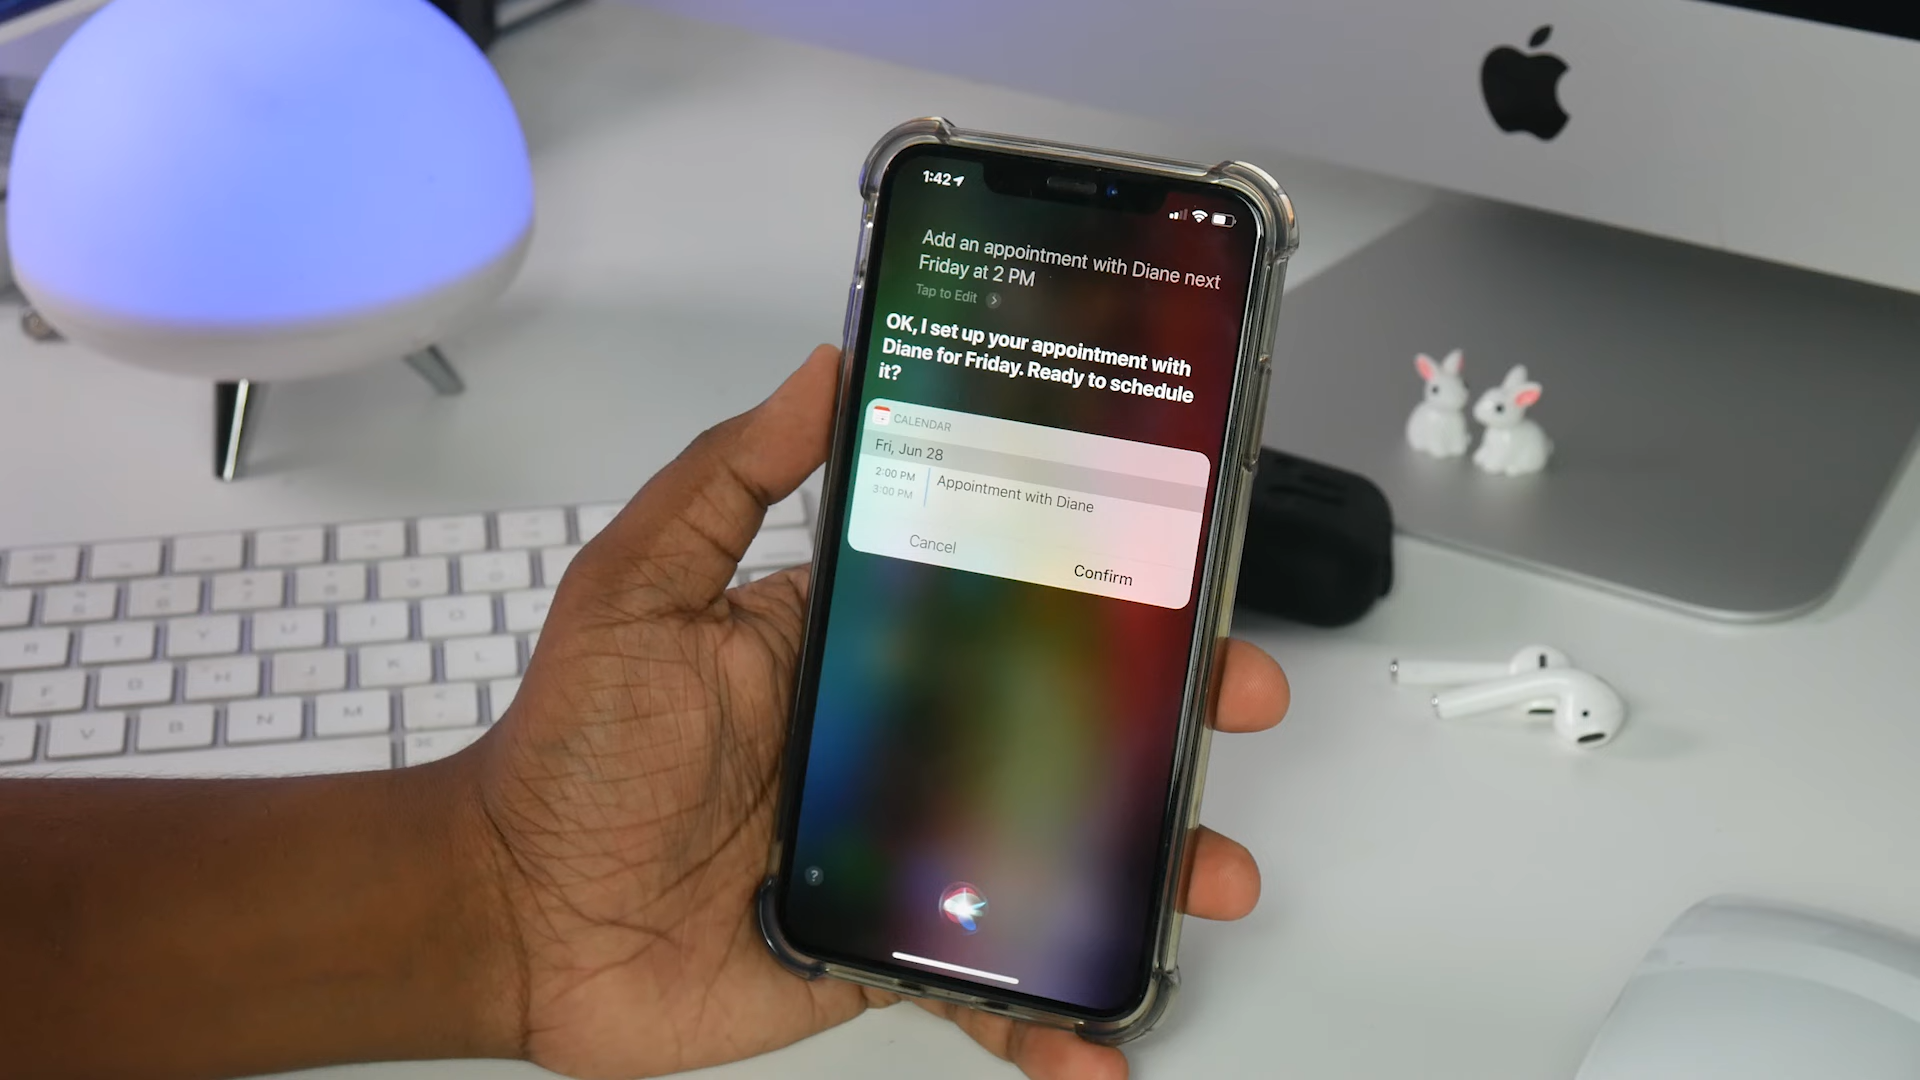 1:42
Add an appointment with Diane next
Friday at 2 PM
Tap to Edit
OK, I set up your appointment with
Diane for Friday. Ready to schedule
it?
CALENDAR
Fri, Jun 28
2:00 PM Appointment with Diane
3:00 PM
Cancel
Confirm
?
R T Y U I O P
F G H J K L
V B N M